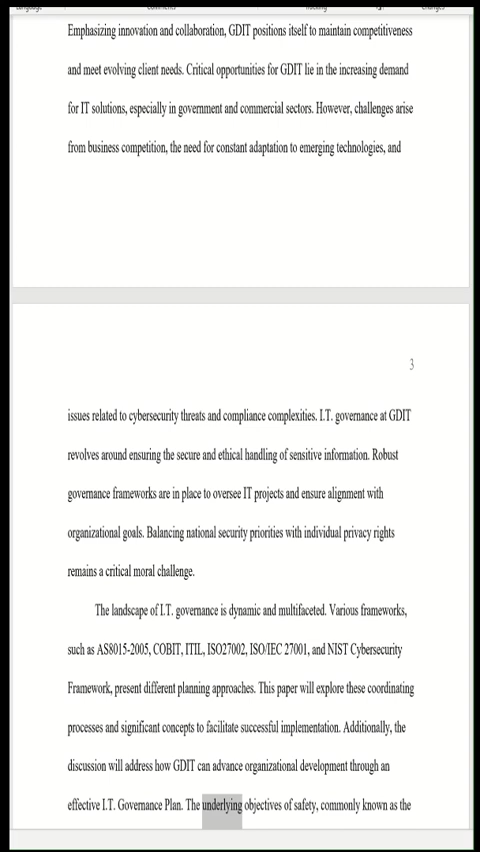 Language Comments Tracking Changes
Emphasizing innovation and collaboration, GDIT positions itself to maintain competitiveness
and meet evolving client needs. Critical opportunities for GDIT lie in the increasing demand
for IT solutions, especially in government and commercial sectors. However, challenges arise
from business competition, the need for constant adaptation to emerging technologies, and
3
issues related to cybersecurity threats and compliance complexities. I.T. governance at GDIT
revolves around ensuring the secure and ethical handling of sensitive information. Robust
governance frameworks are in place to oversee IT projects and ensure alignment with
organizational goals. Balancing national security priorities with individual privacy rights
remains a critical moral challenge.
The landscape of I.T. governance is dynamic and multifaceted. Various frameworks,
such as AS8015-2005, COBIT, ITIL, ISO27002, ISO/IEC 27001, and NIST Cybersecurity
Framework, present different planning approaches. This paper will explore these coordinating
processes and significant concepts to facilitate successful implementation. Additionally, the
discussion will address how GDIT can advance organizational development through an
effective I.T. Governance Plan. The underlying objectives of safety, commonly known as the